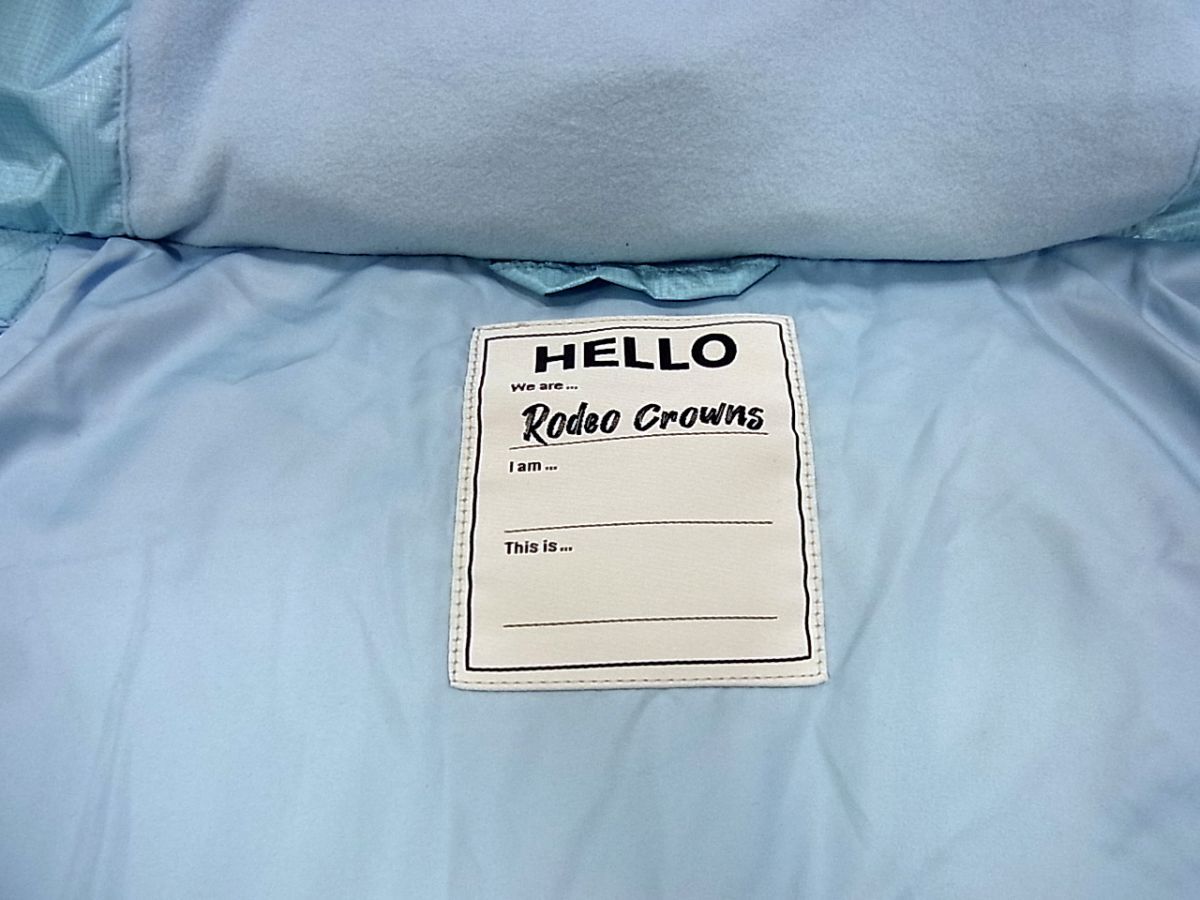 HELLO
We are...
Rodeo Crowns
I am...
This is...